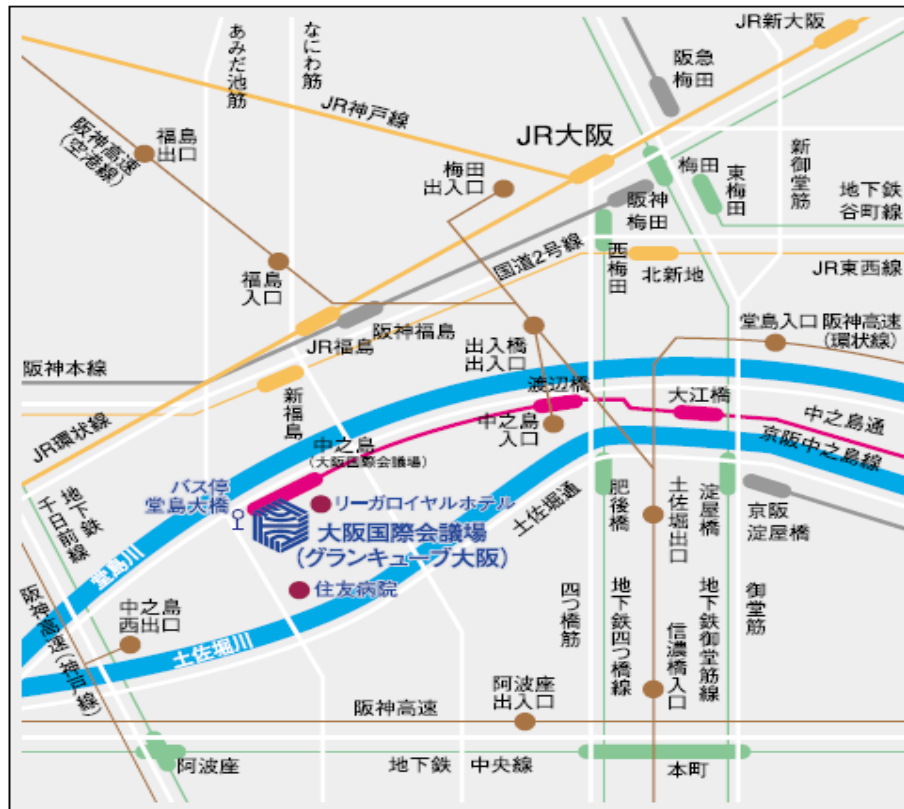 JR新大阪
あみだ池筋
なにわ筋
阪急
梅田
JR神戸線
JR大阪
阪神高速
(空港線)
福島
出口
梅田
出入口
梅田
東梅田
新御堂筋
地下鉄
谷町線
阪神
梅田
西梅田
国道2号線
北新地
JR東西線
福島
入口
阪神福島
JR福島
出入橋
出入口
堂島入口
阪神高速
(環状線)
阪神本線
新福島
渡辺橋
大江橋
中之島通
中之島
入口
京阪中之島線
JR環状線
中之島
(大阪国際会議場)
バス停
堂島大橋
リーガロイヤルホテル
大阪国際会議場
(グランキューブ大阪)
土佐堀通
肥後橋
土佐堀出口
淀屋橋
京阪
淀屋橋
地下鉄
千日前線
堂島川
住友病院
中之島
西出口
阪神高速(神戸線)
土佐堀川
四つ橋筋
地下鉄四つ橋線
信濃橋入口
地下鉄御堂筋線
御堂筋
阿波座
出入口
阪神高速
阿波座
地下鉄 中央線
本町